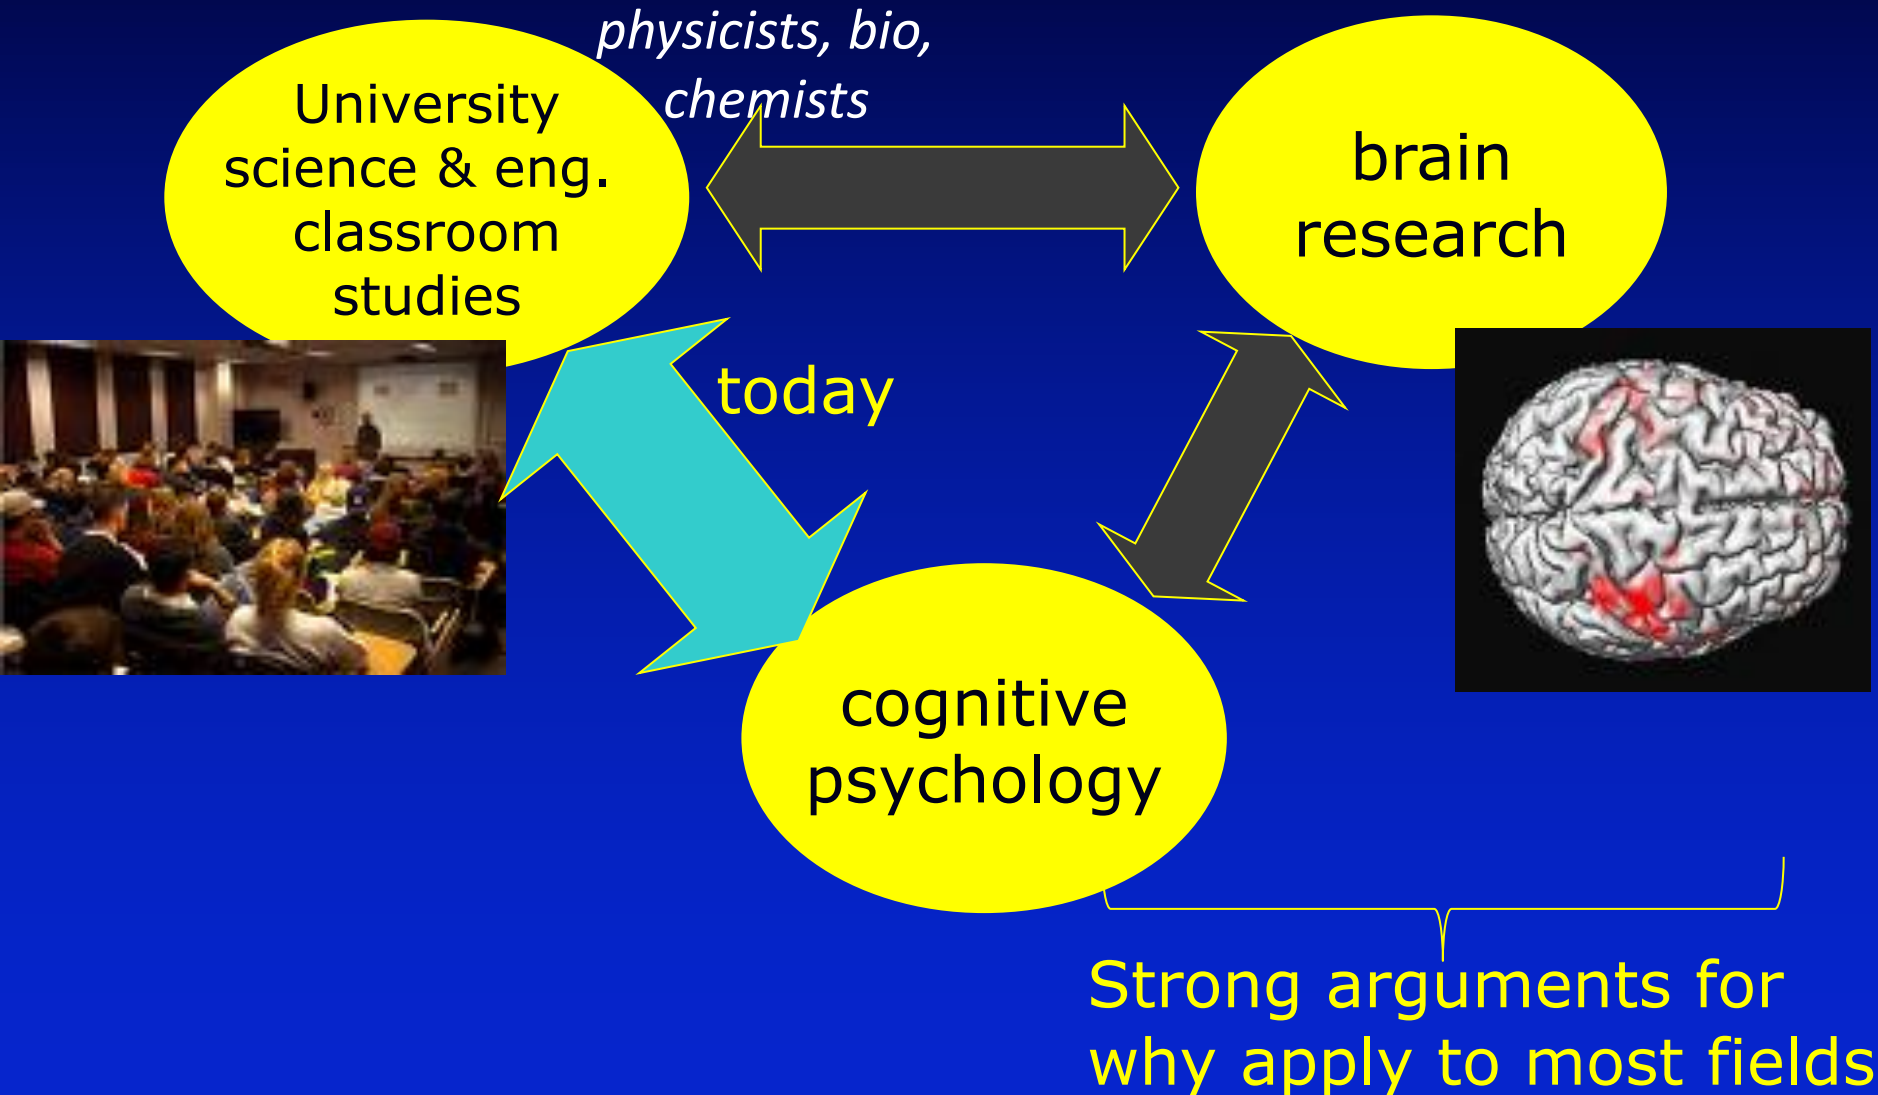 physicists, bio,
chemists
University
science & eng.
classroom
studies
brain
research
today
cognitive
psychology
Strong arguments for
why apply to most fields